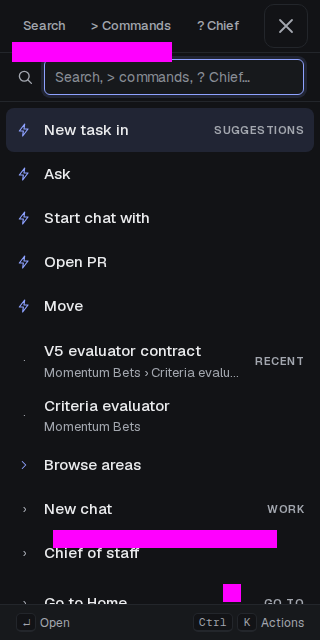 Search > Commands ? Chief
Search, > commands, ? Chief...
New task in SUGGESTIONS
Ask
Start chat with
Open PR
Move
V5 evaluator contract RECENT
Momentum Bets › Criteria evalu...
Criteria evaluator
Momentum Bets
Browse areas
New chat WORK
Chief of staff
Go to Home GO TO
Open Ctrl K Actions